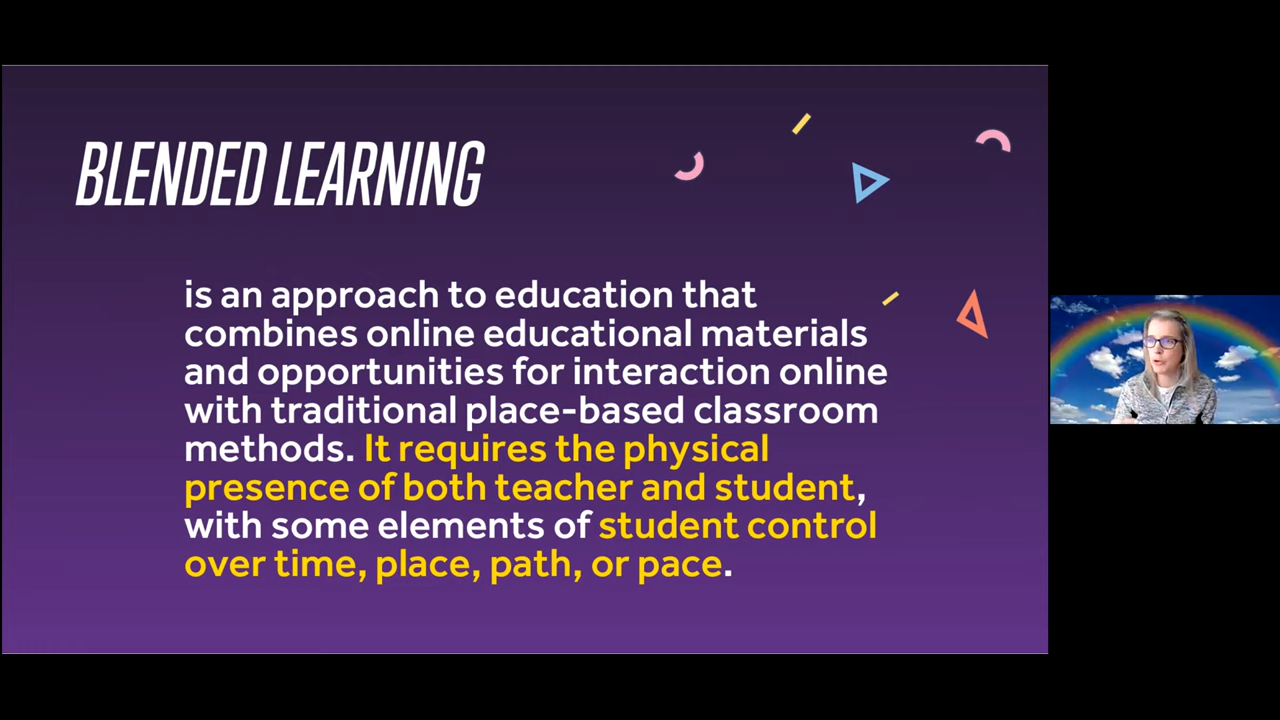 BLENDED LEARNING
is an approach to education that
combines online educational materials
and opportunities for interaction online
with traditional place-based classroom
methods. It requires the physical
presence of both teacher and student,
with some elements of student control
over time, place, path, or pace.